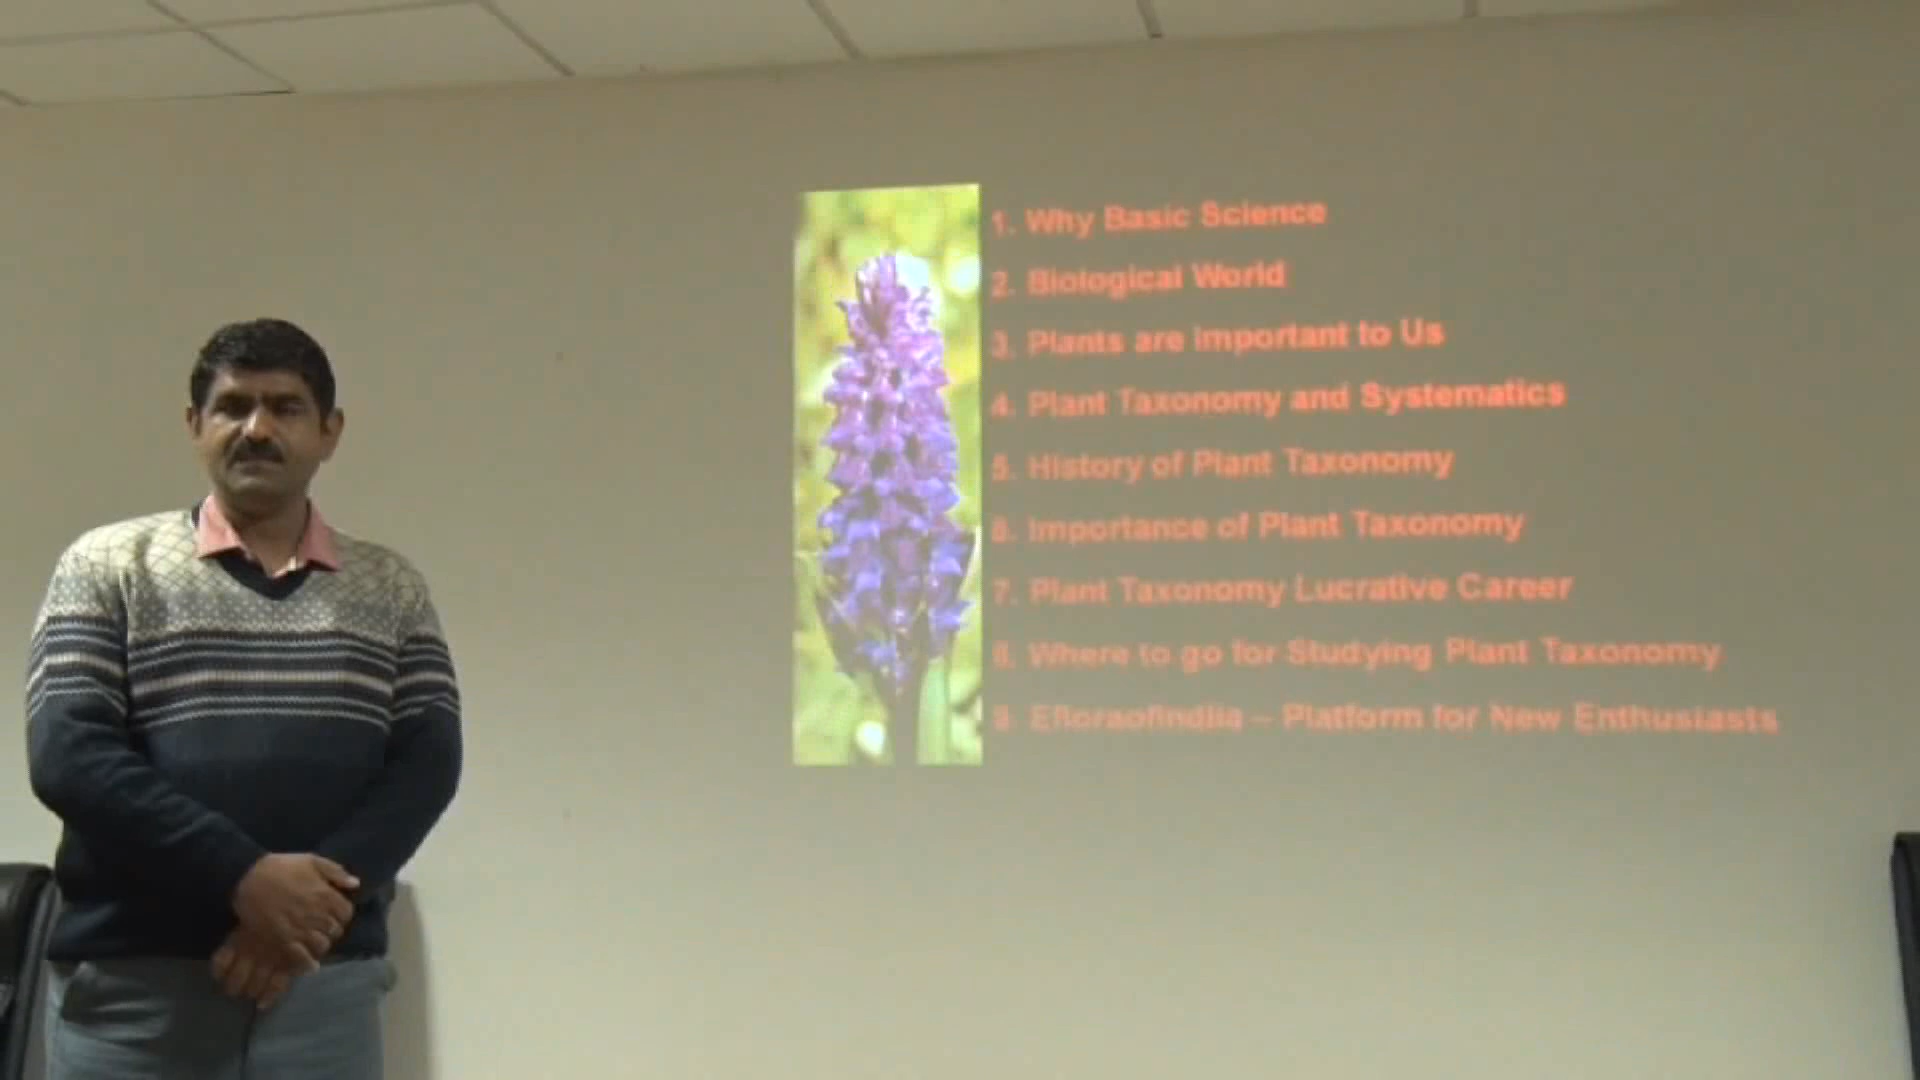 1. Why Basic Science
2. Biological World
3. Plants are Important to Us
4. Plant Taxonomy and Systematics
5. History of Plant Taxonomy
6. Importance of Plant Taxonomy
7. Plant Taxonomy Lucrative Career
8. Where to go for Studying Plant Taxonomy
9. Efloraofindia – Platform for New Enthusiasts